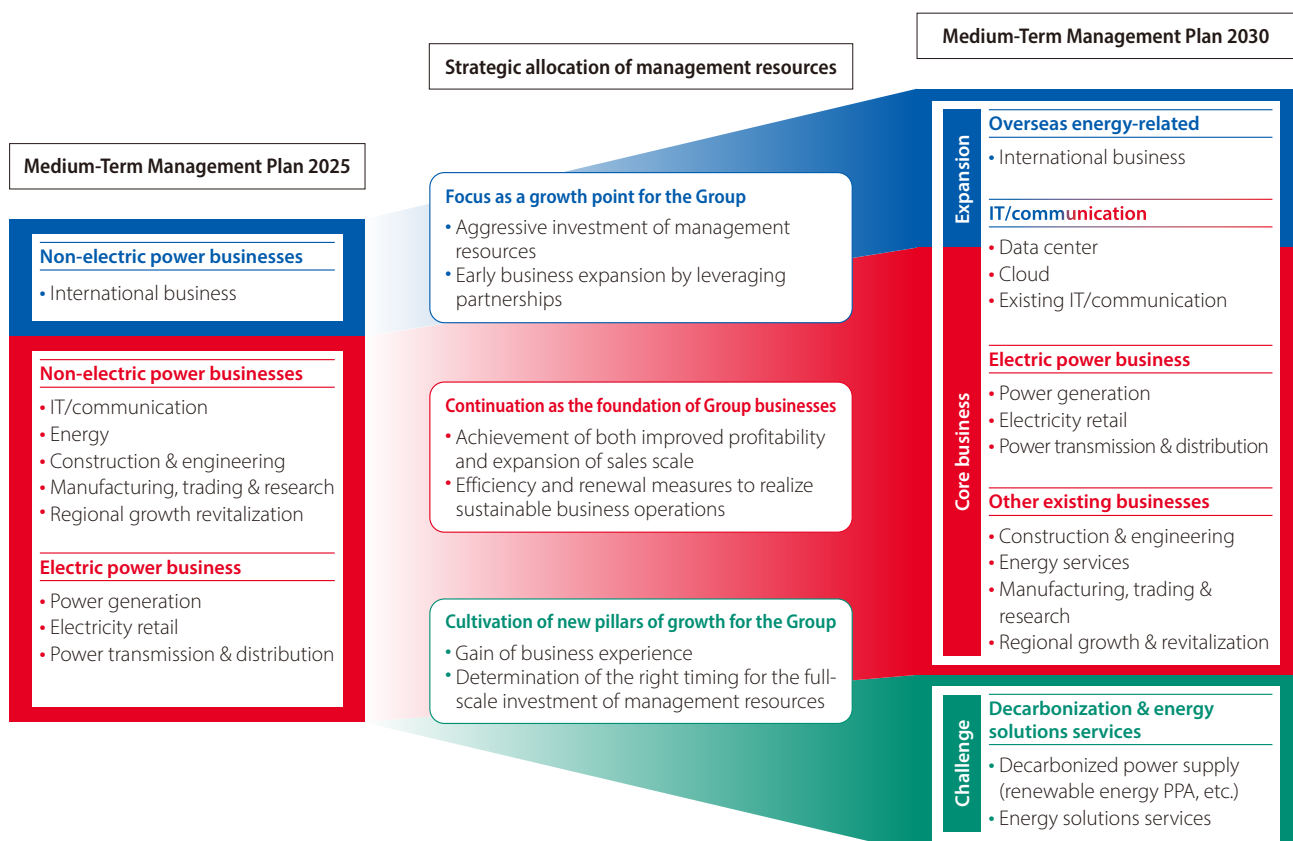 Medium-Term Management Plan 2025
Non-electric power businesses
• International business
Non-electric power businesses
• IT/communication
• Energy
• Construction & engineering
• Manufacturing, trading & research
• Regional growth revitalization
Electric power business
• Power generation
• Electricity retail
• Power transmission & distribution
Strategic allocation of management resources
Focus as a growth point for the Group
• Aggressive investment of management
resources
• Early business expansion by leveraging
partnerships
Continuation as the foundation of Group businesses
• Achievement of both improved profitability
and expansion of sales scale
• Efficiency and renewal measures to realize
sustainable business operations
Cultivation of new pillars of growth for the Group
• Gain of business experience
• Determination of the right timing for the full-
scale investment of management resources
Medium-Term Management Plan 2030
Expansion
Overseas energy-related
• International business
IT/communication
• Data center
• Cloud
• Existing IT/communication
Core business
Electric power business
• Power generation
• Electricity retail
• Power transmission & distribution
Other existing businesses
• Construction & engineering
• Energy services
• Manufacturing, trading &
research
• Regional growth & revitalization
Challenge
Decarbonization & energy
solutions services
• Decarbonized power supply
(renewable energy PPA, etc.)
• Energy solutions services